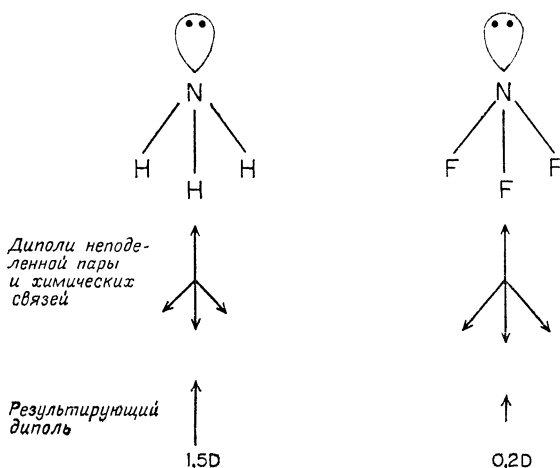 N N
H H F F
H F
Диполи неподе-
ленной пары
и химических
связей
Результирующий
диполь
1,5D 0,2D